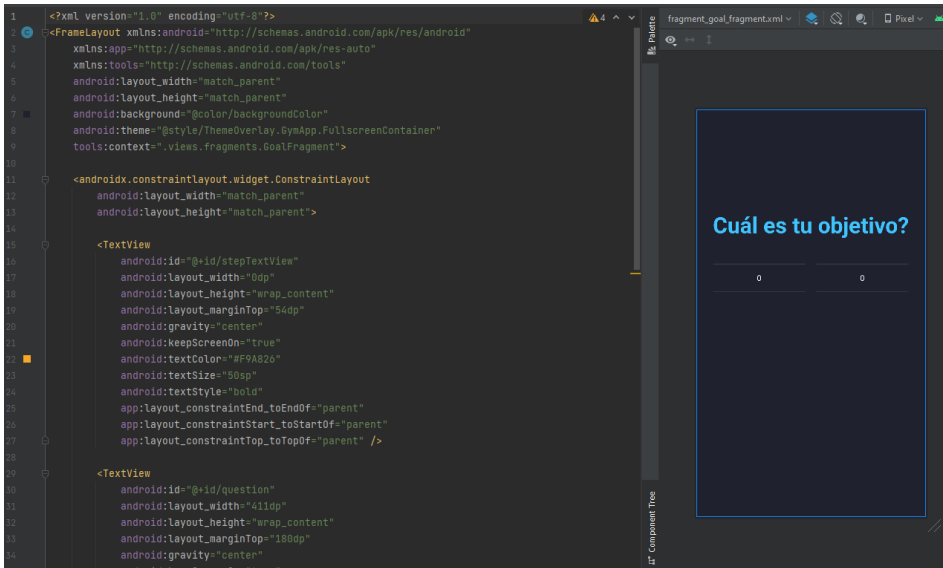 1 <?xml version="1.0" encoding="utf-8"?>
4
2 <FrameLayout xmlns:android="http://schemas.android.com/apk/res/android"
3 xmlns:app="http://schemas.android.com/apk/res-auto"
4 xmlns:tools="http://schemas.android.com/tools"
5 android:layout_width="match_parent"
6 android:layout_height="match_parent"
7 android:background="@color/backgroundColor"
8 android:theme="@style/ThemeOverlay.GymApp.FullscreenContainer"
9 tools:context=".views.fragments.GoalFragment">
10
11 <androidx.constraintlayout.widget.ConstraintLayout
12 android:layout_width="match_parent"
13 android:layout_height="match_parent">
14
15 <TextView
16 android:id="@+id/stepTextView"
17 android:layout_width="0dp"
18 android:layout_height="wrap_content"
19 android:layout_marginTop="54dp"
20 android:gravity="center"
21 android:keepScreenOn="true"
22 android:textColor="#F9A826"
23 android:textSize="50sp"
24 android:textStyle="bold"
25 app:layout_constraintEnd_toEndOf="parent"
26 app:layout_constraintStart_toStartOf="parent"
27 app:layout_constraintTop_toTopOf="parent" />
28
29 <TextView
30 android:id="@+id/question"
31 android:layout_width="411dp"
32 android:layout_height="wrap_content"
33 android:layout_marginTop="180dp"
34 android:gravity="center"
Palette
Component Tree
fragment_goal_fragment.xml
Pixel
Cuál es tu objetivo?
0 0